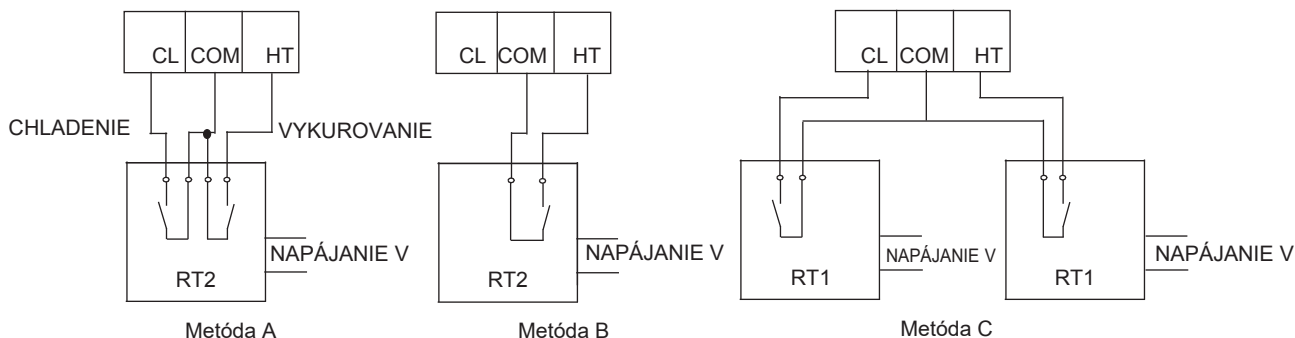 CL COM HT
CHLADENIE
VYKUROVANIE
NAPÁJANIE V
RT2
Metóda A
CL COM HT
NAPÁJANIE V
RT2
Metóda B
CL COM HT
NAPÁJANIE V
RT1
NAPÁJANIE V
RT1
Metóda C